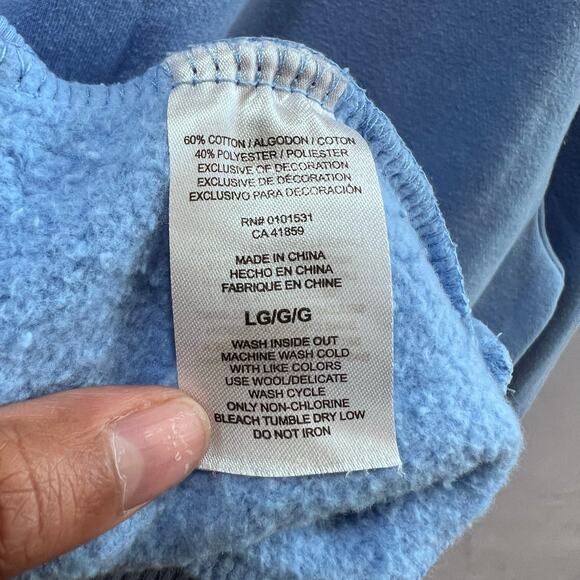 60% COTTON / ALGODON / COTON
40% POLYESTER / POLIESTER
EXCLUSIVE OF DECORATION
EXCLUSIVE DE DÉCORATION
EXCLUSIVO PARA DECORACIÓN
RN# 0101531
CA 41859
MADE IN CHINA
HECHO EN CHINA
FABRIQUE EN CHINE
LG/G/G
WASH INSIDE OUT
MACHINE WASH COLD
WITH LIKE COLORS
USE WOOL/DELICATE
WASH CYCLE
ONLY NON-CHLORINE
BLEACH TUMBLE DRY LOW
DO NOT IRON